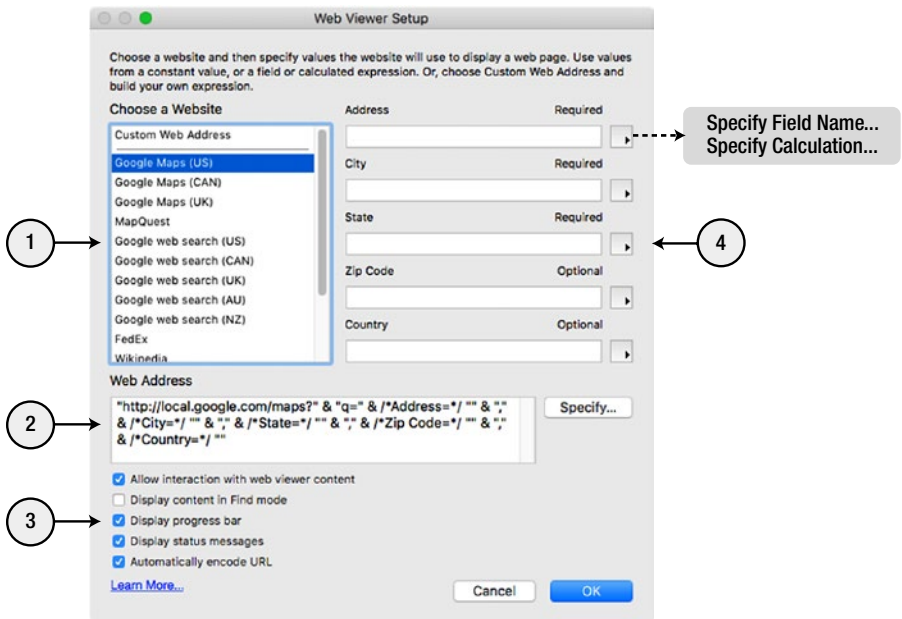 Web Viewer Setup
Choose a website and then specify values the website will use to display a web page. Use values
from a constant value, or a field or calculated expression. Or, choose Custom Web Address and
build your own expression.
Choose a Website
Custom Web Address
Google Maps (US)
Google Maps (CAN)
Google Maps (UK)
MapQuest
Google web search (US)
Google web search (CAN)
Google web search (UK)
Google web search (AU)
Google web search (NZ)
FedEx
Wikipedia
Address Required
City Required
State Required
Zip Code Optional
Country Optional
Specify Field Name...
Specify Calculation...
1
4
Web Address
"http://local.google.com/maps?" & "q=" & /*Address=*/ "" & ","
& /*City=*/ "" & "," & /*State=*/ "" & "," & /*Zip Code=*/ "" & ","
& /*Country=*/ ""
Specify...
2
Allow interaction with web viewer content
Display content in Find mode
Display progress bar
Display status messages
Automatically encode URL
3
Learn More...
Cancel
OK